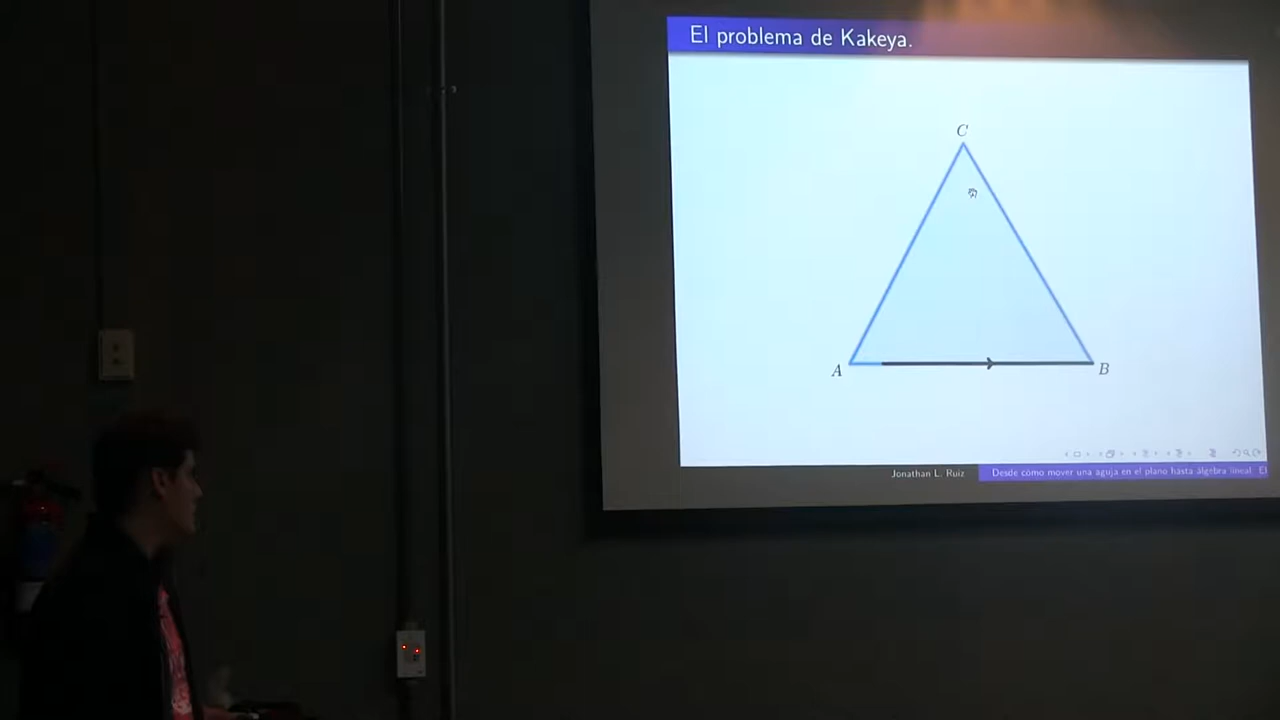 El problema de Kakeya.
C
A
B
Jonathan L. Ruiz
Desde cómo mover una aguja en el plano hasta álgebra lineal. El